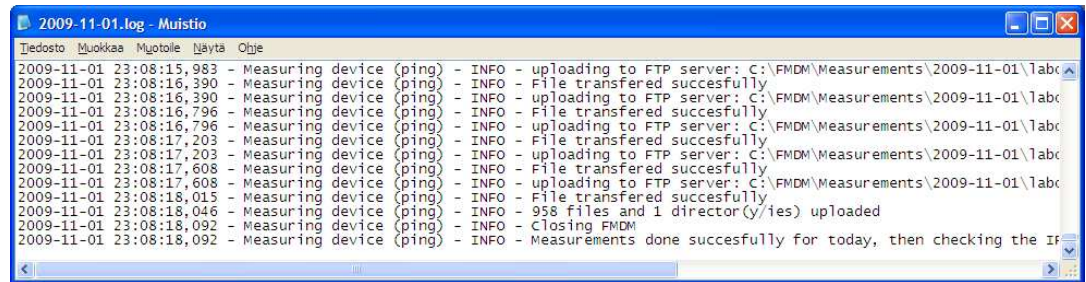 2009-11-01.log - Muistio
Tiedosto Muokkaa Muotoile Näytä Ohje
2009-11-01 23:08:15,983 - Measuring device (ping) - INFO - uploading to FTP server: C:\FMDM\Measurements\2009-11-01\labo
2009-11-01 23:08:16,390 - Measuring device (ping) - INFO - File transfered succesfully
2009-11-01 23:08:16,390 - Measuring device (ping) - INFO - uploading to FTP server: C:\FMDM\Measurements\2009-11-01\labo
2009-11-01 23:08:16,796 - Measuring device (ping) - INFO - File transfered succesfully
2009-11-01 23:08:16,796 - Measuring device (ping) - INFO - uploading to FTP server: C:\FMDM\Measurements\2009-11-01\labo
2009-11-01 23:08:17,203 - Measuring device (ping) - INFO - File transfered succesfully
2009-11-01 23:08:17,203 - Measuring device (ping) - INFO - uploading to FTP server: C:\FMDM\Measurements\2009-11-01\labo
2009-11-01 23:08:17,608 - Measuring device (ping) - INFO - File transfered succesfully
2009-11-01 23:08:17,608 - Measuring device (ping) - INFO - uploading to FTP server: C:\FMDM\Measurements\2009-11-01\labo
2009-11-01 23:08:18,015 - Measuring device (ping) - INFO - File transfered succesfully
2009-11-01 23:08:18,046 - Measuring device (ping) - INFO - 958 files and 1 director(y/ies) uploaded
2009-11-01 23:08:18,092 - Measuring device (ping) - INFO - Closing FMDM
2009-11-01 23:08:18,092 - Measuring device (ping) - INFO - Measurements done succesfully for today, then checking the